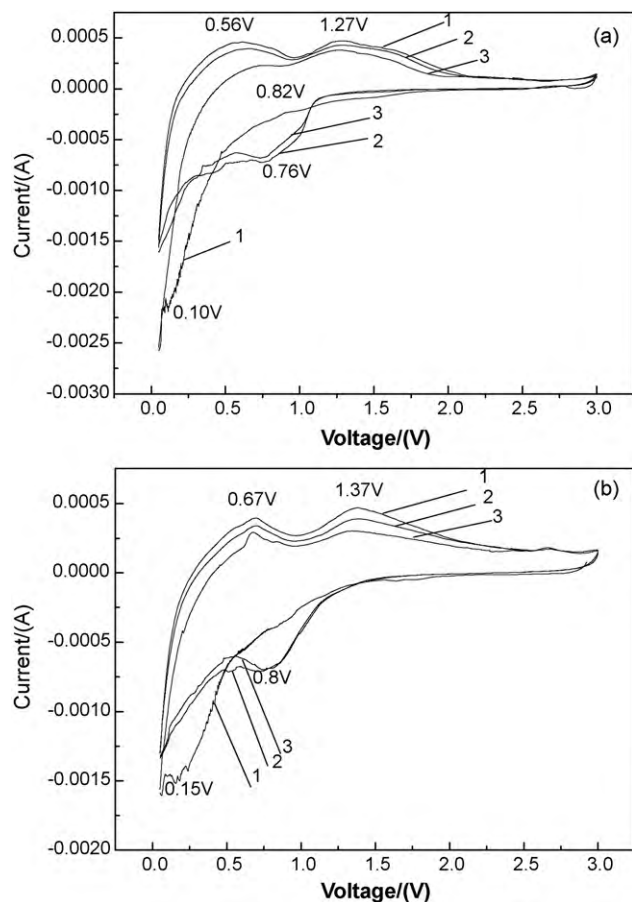 (a)
0.56V
1.27V
1
2
3
0.82V
3
2
0.76V
1
0.10V
0.0005
0.0000
-0.0005
-0.0010
-0.0015
-0.0020
-0.0025
-0.0030
Current/(A)
0.0 0.5 1.0 1.5 2.0 2.5 3.0
Voltage/(V)
(b)
0.67V
1.37V
1
2
3
0.8V
3
2
1
0.15V
0.0005
0.0000
-0.0005
-0.0010
-0.0015
-0.0020
Current/(A)
0.0 0.5 1.0 1.5 2.0 2.5 3.0
Voltage/(V)